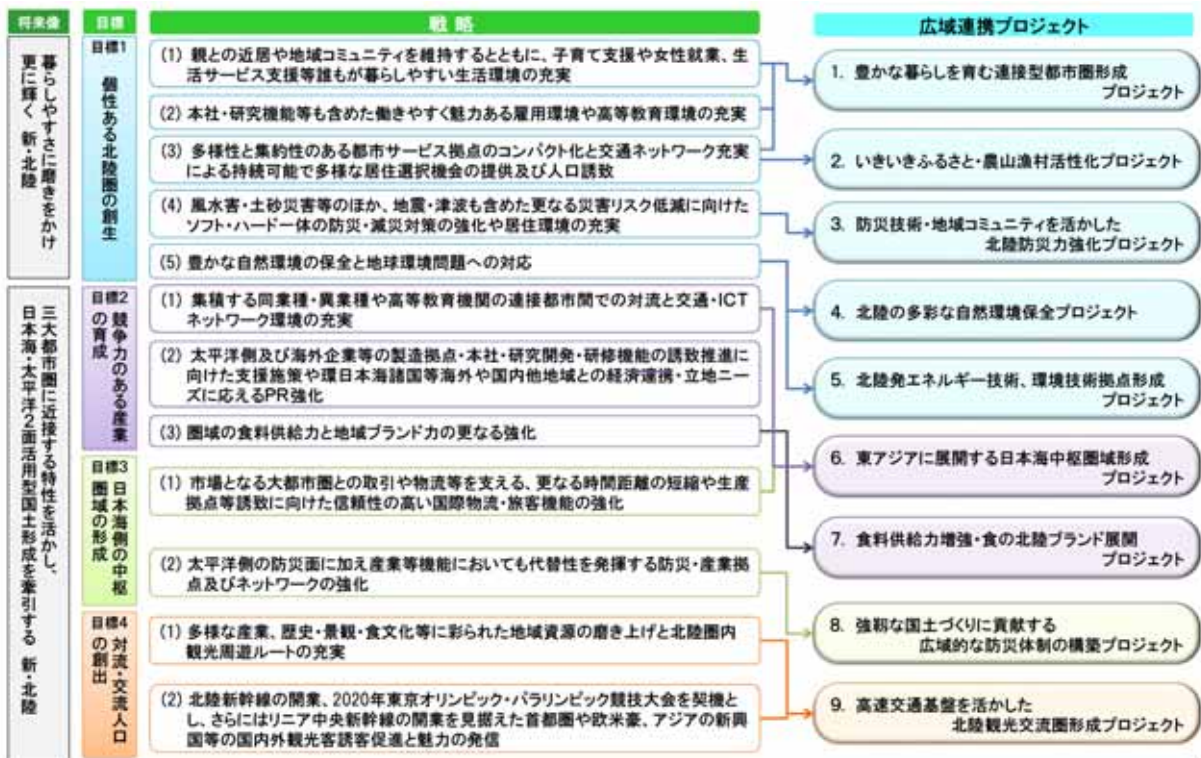 将来像
目標
戦略
広域連携プロジェクト
暮らしやすさに磨きをかけ
更に輝く 新・北陸
目標1
個性ある北陸圏の創生
(1) 親との近居や地域コミュニティを維持するとともに、子育て支援や女性就業、生
活サービス支援等誰もが暮らしやすい生活環境の充実
(2) 本社・研究機能等も含めた働きやすく魅力ある雇用環境や高等教育環境の充実
(3) 多様性と集約性のある都市サービス拠点のコンパクト化と交通ネットワーク充実
による持続可能で多様な居住選択機会の提供及び人口誘致
(4) 風水害・土砂災害等のほか、地震・津波も含めた更なる災害リスク低減に向けた
ソフト・ハード一体の防災・減災対策の強化や居住環境の充実
(5) 豊かな自然環境の保全と地球環境問題への対応
三大都市圏に近接する特性を活かし、
日本海・太平洋2面活用型国土形成を牽引する 新・北陸
目標2
競争力のある産業
の育成
(1) 集積する同業種・異業種や高等教育機関の連接都市間での対流と交通・ICT
ネットワーク環境の充実
(2) 太平洋側及び海外企業等の製造拠点・本社・研究開発・研修機能の誘致推進に
向けた支援施策や環日本海諸国等海外や国内他地域との経済連携・立地ニー
ズに応えるPR強化
(3) 圏域の食料供給力と地域ブランド力の更なる強化
目標3
日本海側の中枢
圏域の形成
(1) 市場となる大都市圏との取引や物流等を支える、更なる時間距離の短縮や生産
拠点等誘致に向けた信頼性の高い国際物流・旅客機能の強化
(2) 太平洋側の防災面に加え産業等機能においても代替性を発揮する防災・産業拠
点及びネットワークの強化
目標4
対流・交流人口
の創出
(1) 多様な産業、歴史・景観・食文化等に彩られた地域資源の磨き上げと北陸圏内
観光周遊ルートの充実
(2) 北陸新幹線の開業、2020年東京オリンピック・パラリンピック競技大会を契機と
し、さらにはリニア中央新幹線の開業を見据えた首都圏や欧米豪、アジアの新興
国等の国内外観光客誘客促進と魅力の発信
1. 豊かな暮らしを育む連接型都市圏形成
プロジェクト
2. いきいきふるさと・農山漁村活性化プロジェクト
3. 防災技術・地域コミュニティを活かした
北陸防災力強化プロジェクト
4. 北陸の多彩な自然環境保全プロジェクト
5. 北陸発エネルギー技術、環境技術拠点形成
プロジェクト
6. 東アジアに展開する日本海中枢圏域形成
プロジェクト
7. 食料供給力増強・食の北陸ブランド展開
プロジェクト
8. 強靱な国土づくりに貢献する
広域的な防災体制の構築プロジェクト
9. 高速交通基盤を活かした
北陸観光交流圏形成プロジェクト